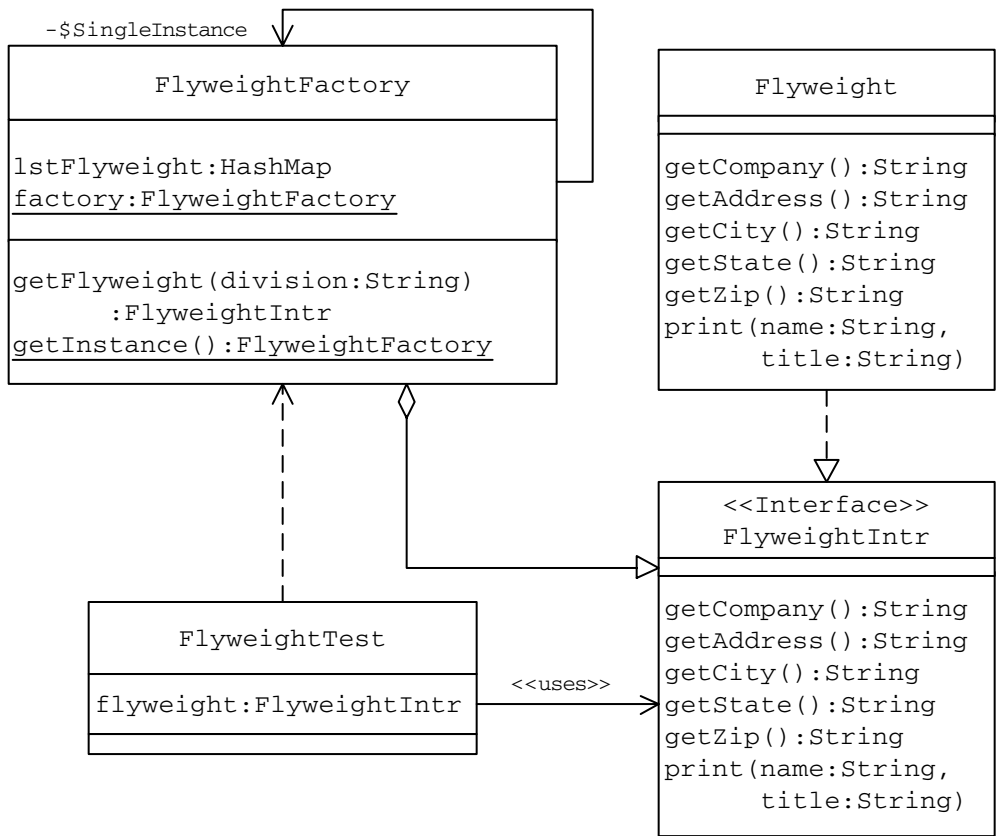 -$SingleInstance
FlyweightFactory
lstFlyweight:HashMap
factory:FlyweightFactory
getFlyweight(division:String)
:FlyweightIntr
getInstance():FlyweightFactory
Flyweight
getCompany():String
getAddress():String
getCity():String
getState():String
getZip():String
print(name:String,
title:String)
<<Interface>>
FlyweightIntr
getCompany():String
getAddress():String
getCity():String
getState():String
getZip():String
print(name:String,
title:String)
FlyweightTest
flyweight:FlyweightIntr
<<uses>>